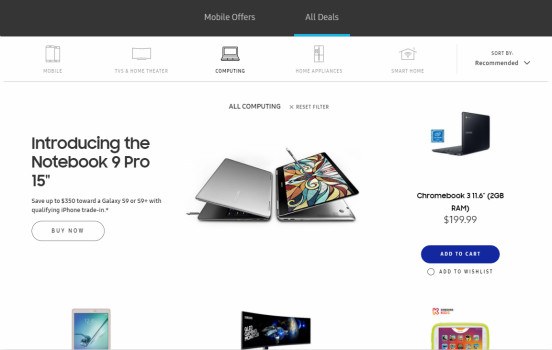 Mobile Offers
All Deals
MOBILE
TVS & HOME THEATER
COMPUTING
HOME APPLIANCES
SMART HOME
SORT BY:
Recommended
ALL COMPUTING
× RESET FILTER
Introducing the
Notebook 9 Pro
15"
Save up to $350 toward a Galaxy S9 or S9+ with
qualifying iPhone trade-in.*
BUY NOW
Chromebook 3 11.6" (2GB
RAM)
$199.99
ADD TO CART
ADD TO WISHLIST